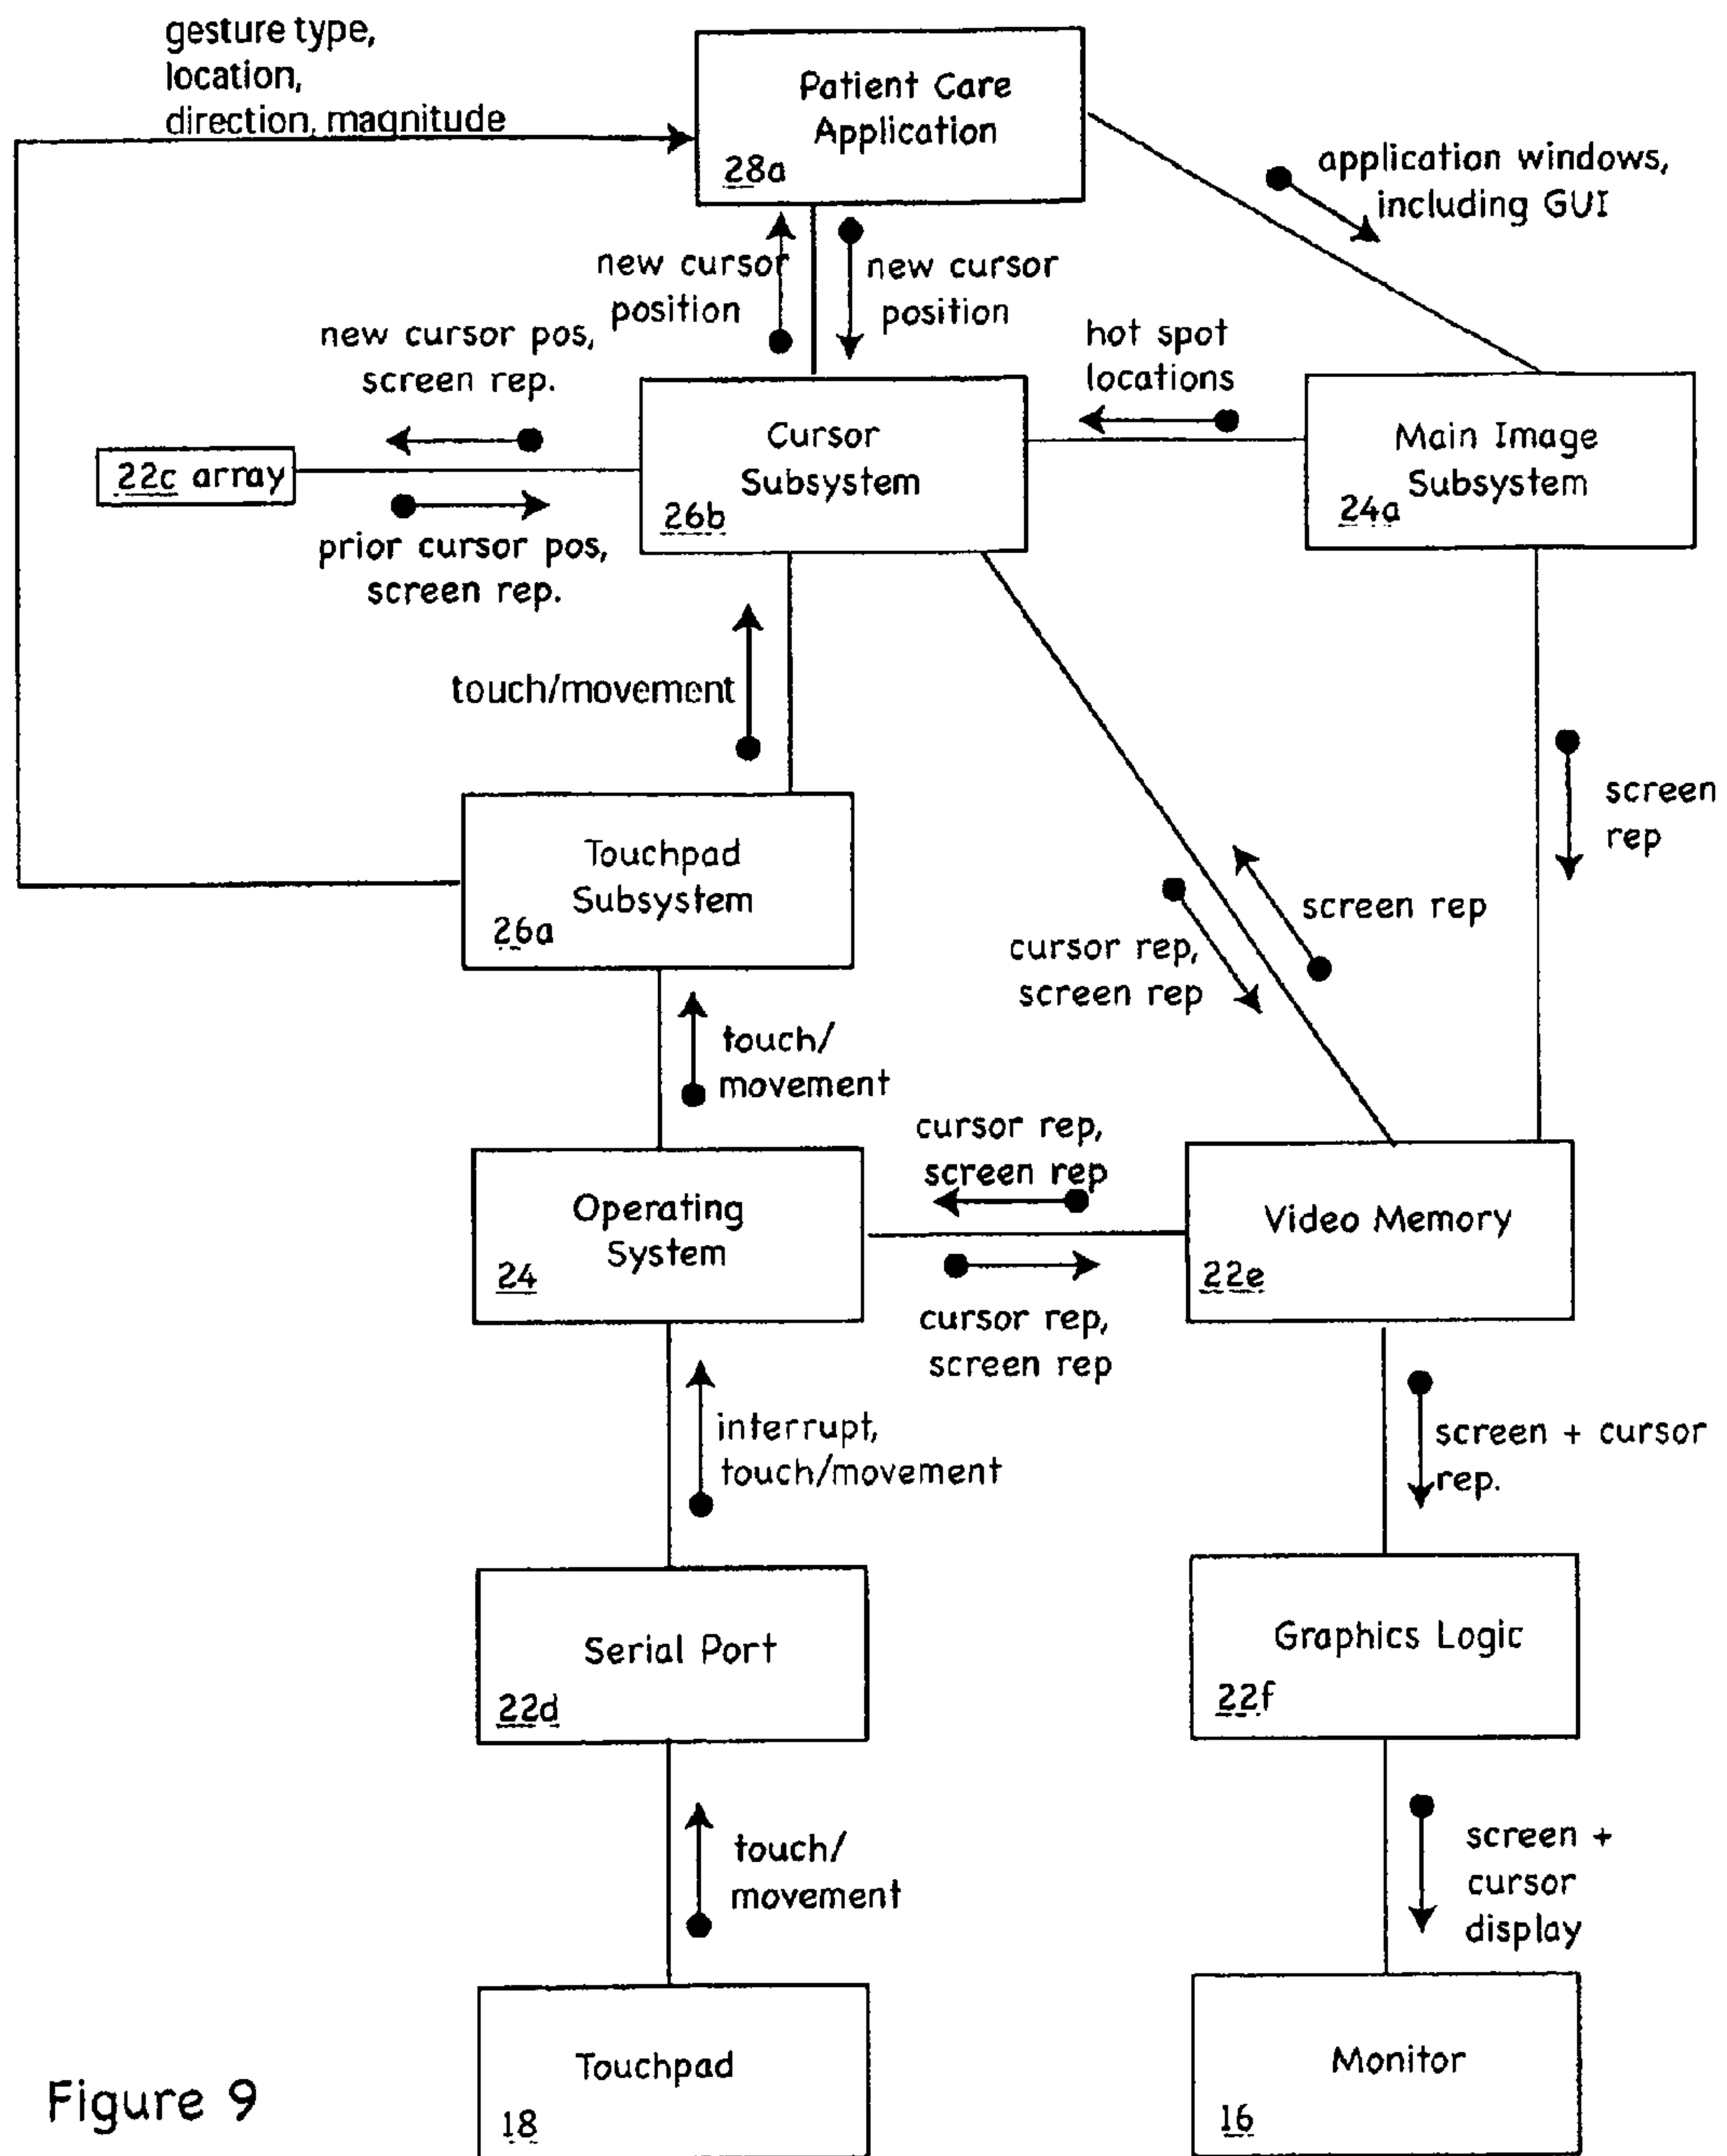 gesture type,
location,
direction, magnitude
Patient Care
Application
28a
application windows,
including GUI
new cursor
position
new cursor
position
new cursor pos,
screen rep.
hot spot
locations
22c array
Cursor
Subsystem
26b
Main Image
Subsystem
24a
prior cursor pos,
screen rep.
touch/movement
screen
rep
Touchpad
Subsystem
26a
screen rep
cursor rep,
screen rep
touch/
movement
cursor rep,
screen rep
Operating
System
24
Video Memory
22e
cursor rep,
screen rep
interrupt,
touch/movement
screen + cursor
rep.
Serial Port
22d
Graphics Logic
22f
touch/
movement
screen +
cursor
display
Touchpad
18
Monitor
16
Figure 9